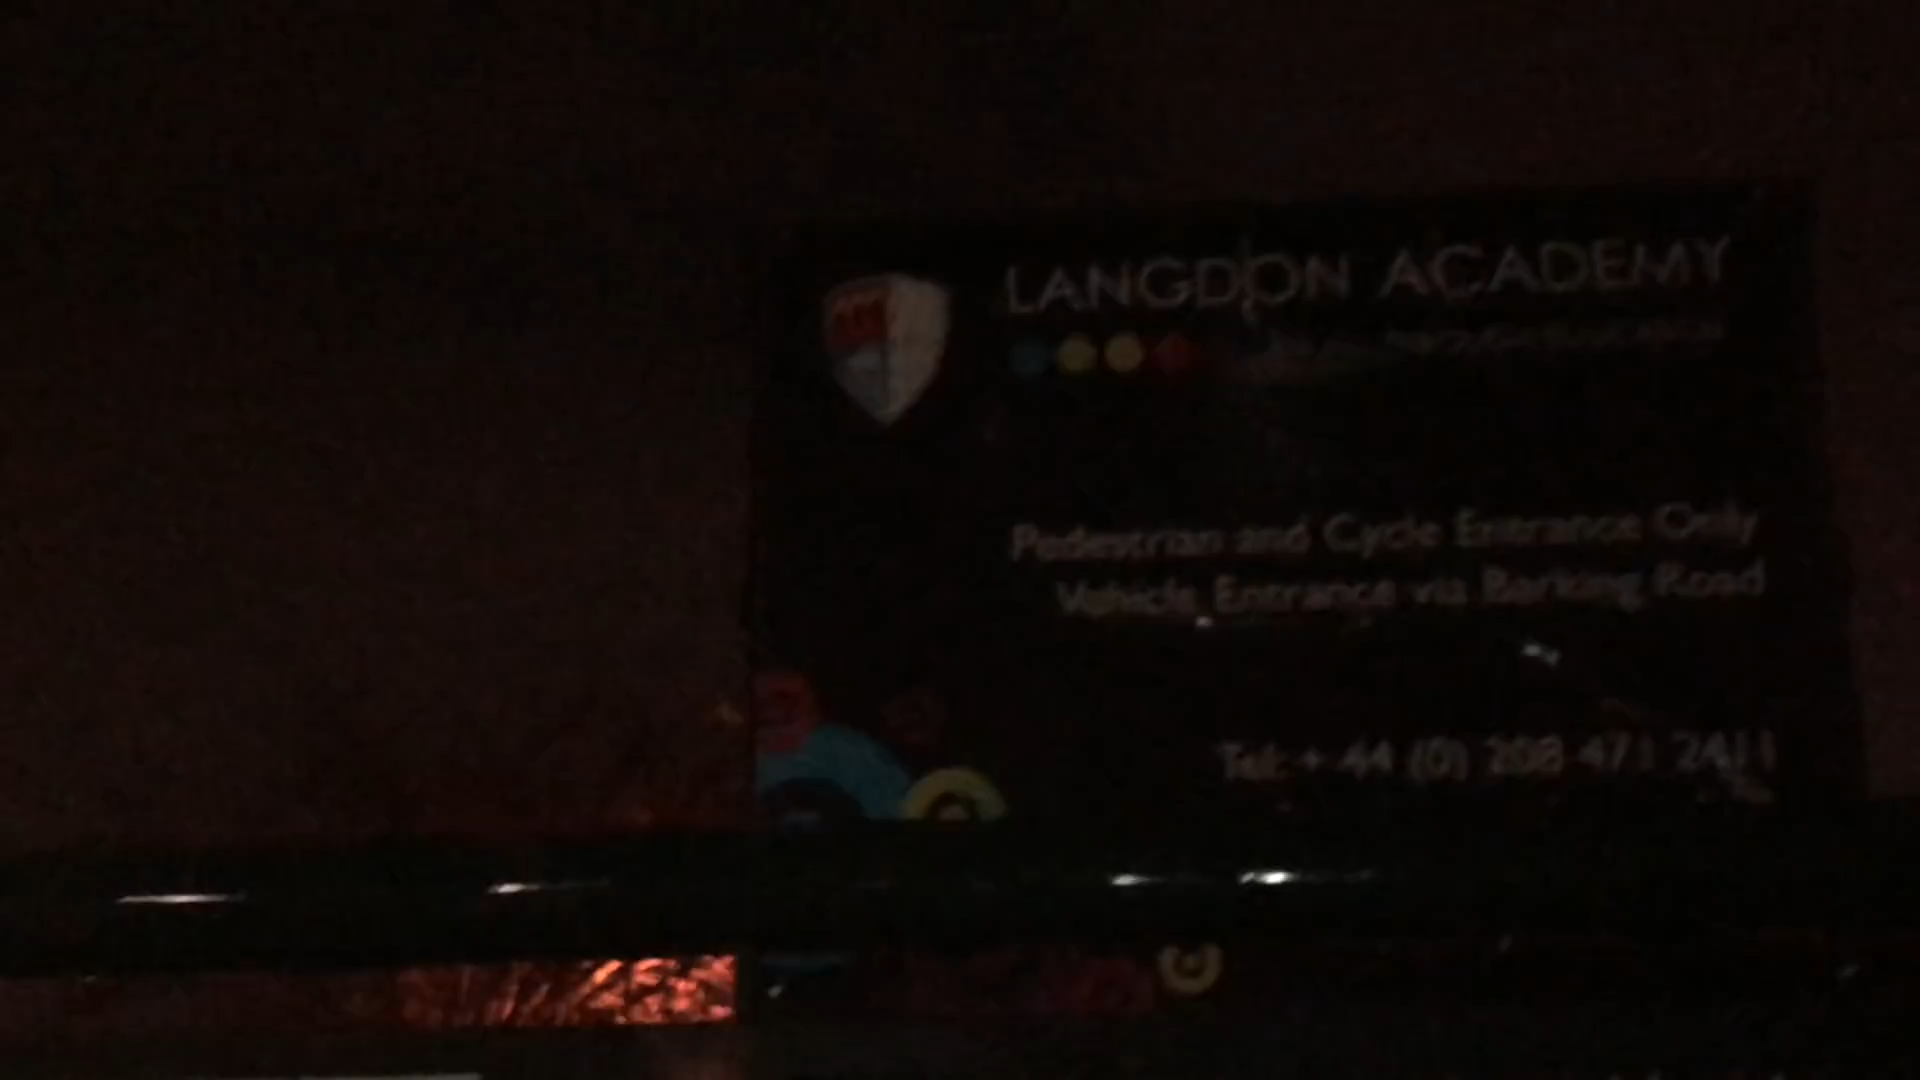 LANGDON ACADEMY
Pedestrian and Cycle Entrance Only
Vehicle Entrance via Barking Road
Tel: + 44 (0) 208 471 2411